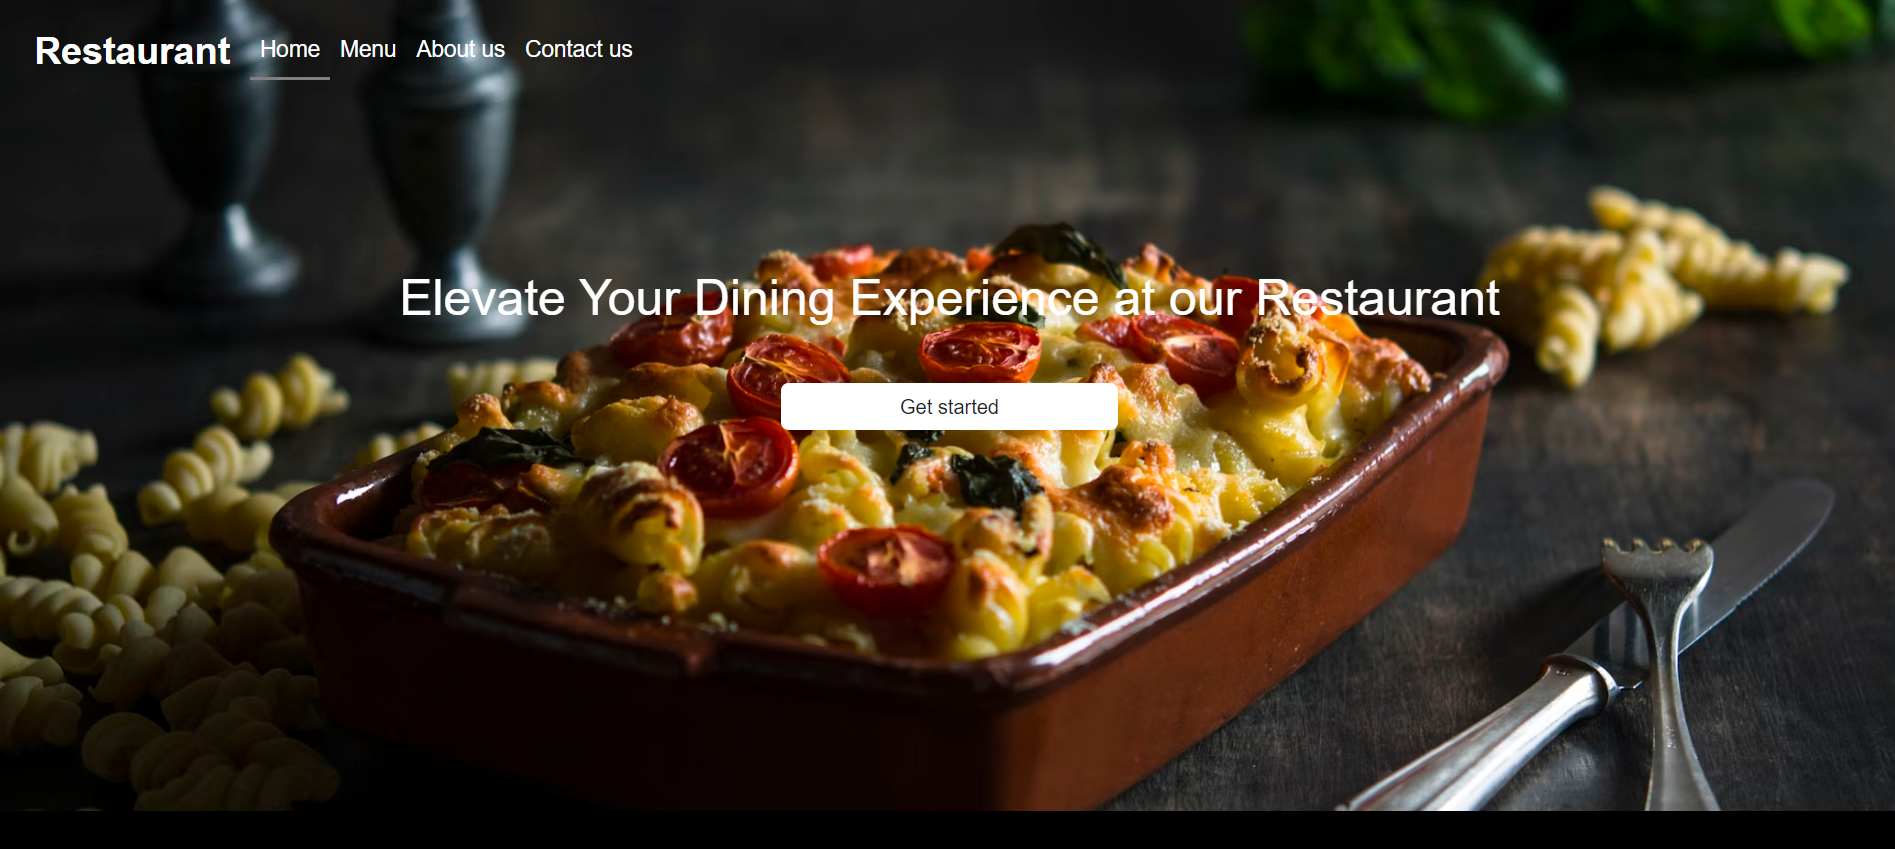 Restaurant Home Menu About us Contact us
Elevate Your Dining Experience at our Restaurant
Get started